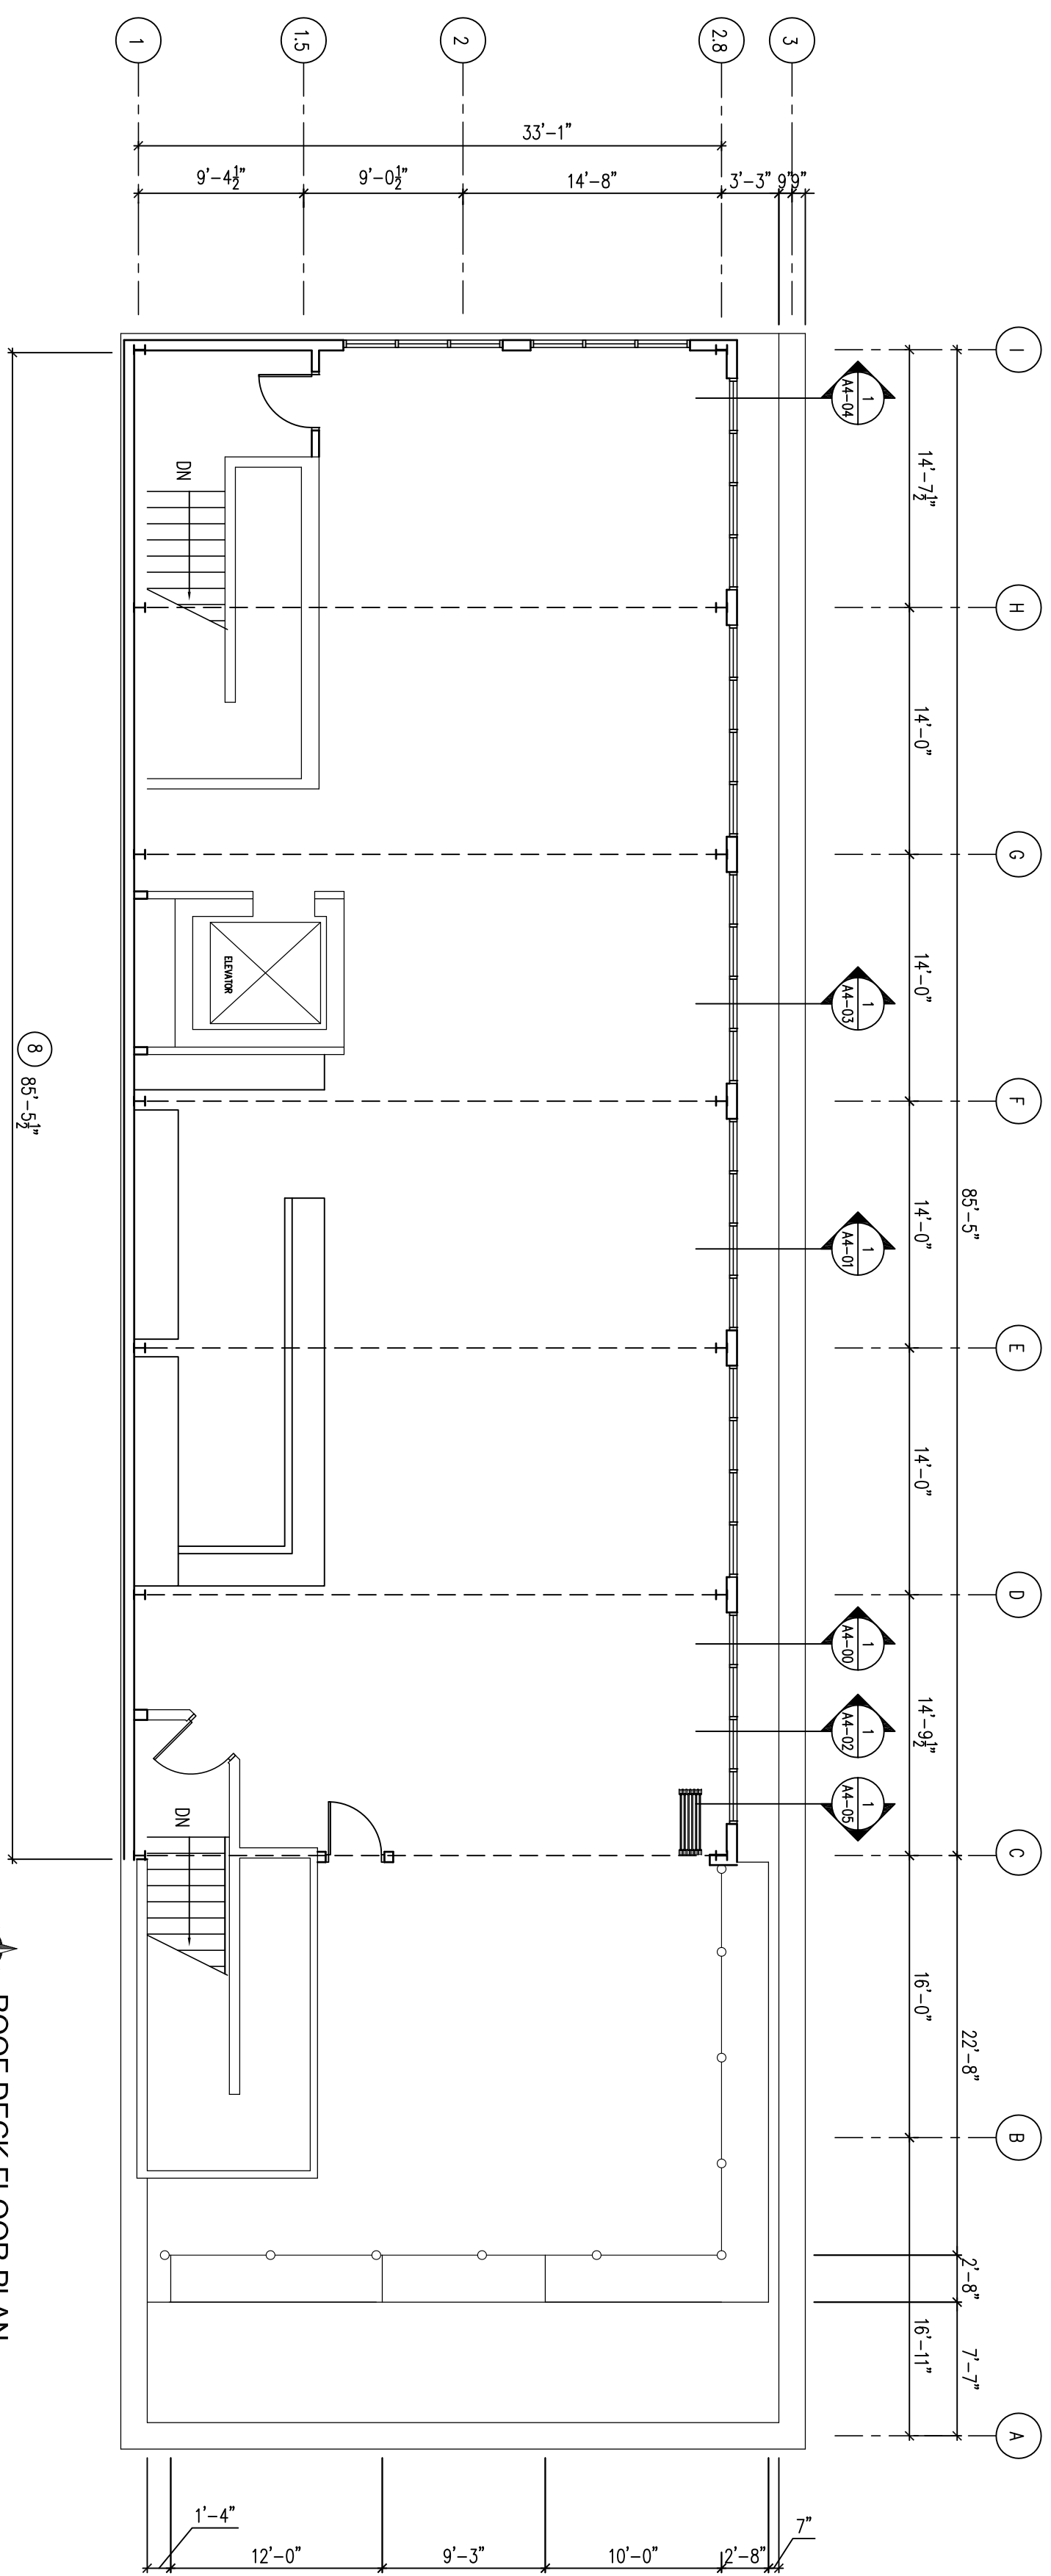 1
1.5
2
2.8
3
33'-1"
9'-4½"
9'-0½"
14'-8"
3'-3"
9"
9"
I
H
G
F
E
D
C
B
A
14'-7½"
14'-0"
14'-0"
14'-0"
14'-0"
14'-9½"
16'-0"
16'-11"
85'-5"
22'-8"
2'-8"
7'-7"
1
A4-04
1
A4-03
1
A4-01
1
A4-00
1
A4-02
1
A4-05
DN
ELEVATOR
DN
8
85'-5½"
1'-4"
12'-0"
9'-3"
10'-0"
2'-8"
7"
ROOF DECK FLOOR PLAN